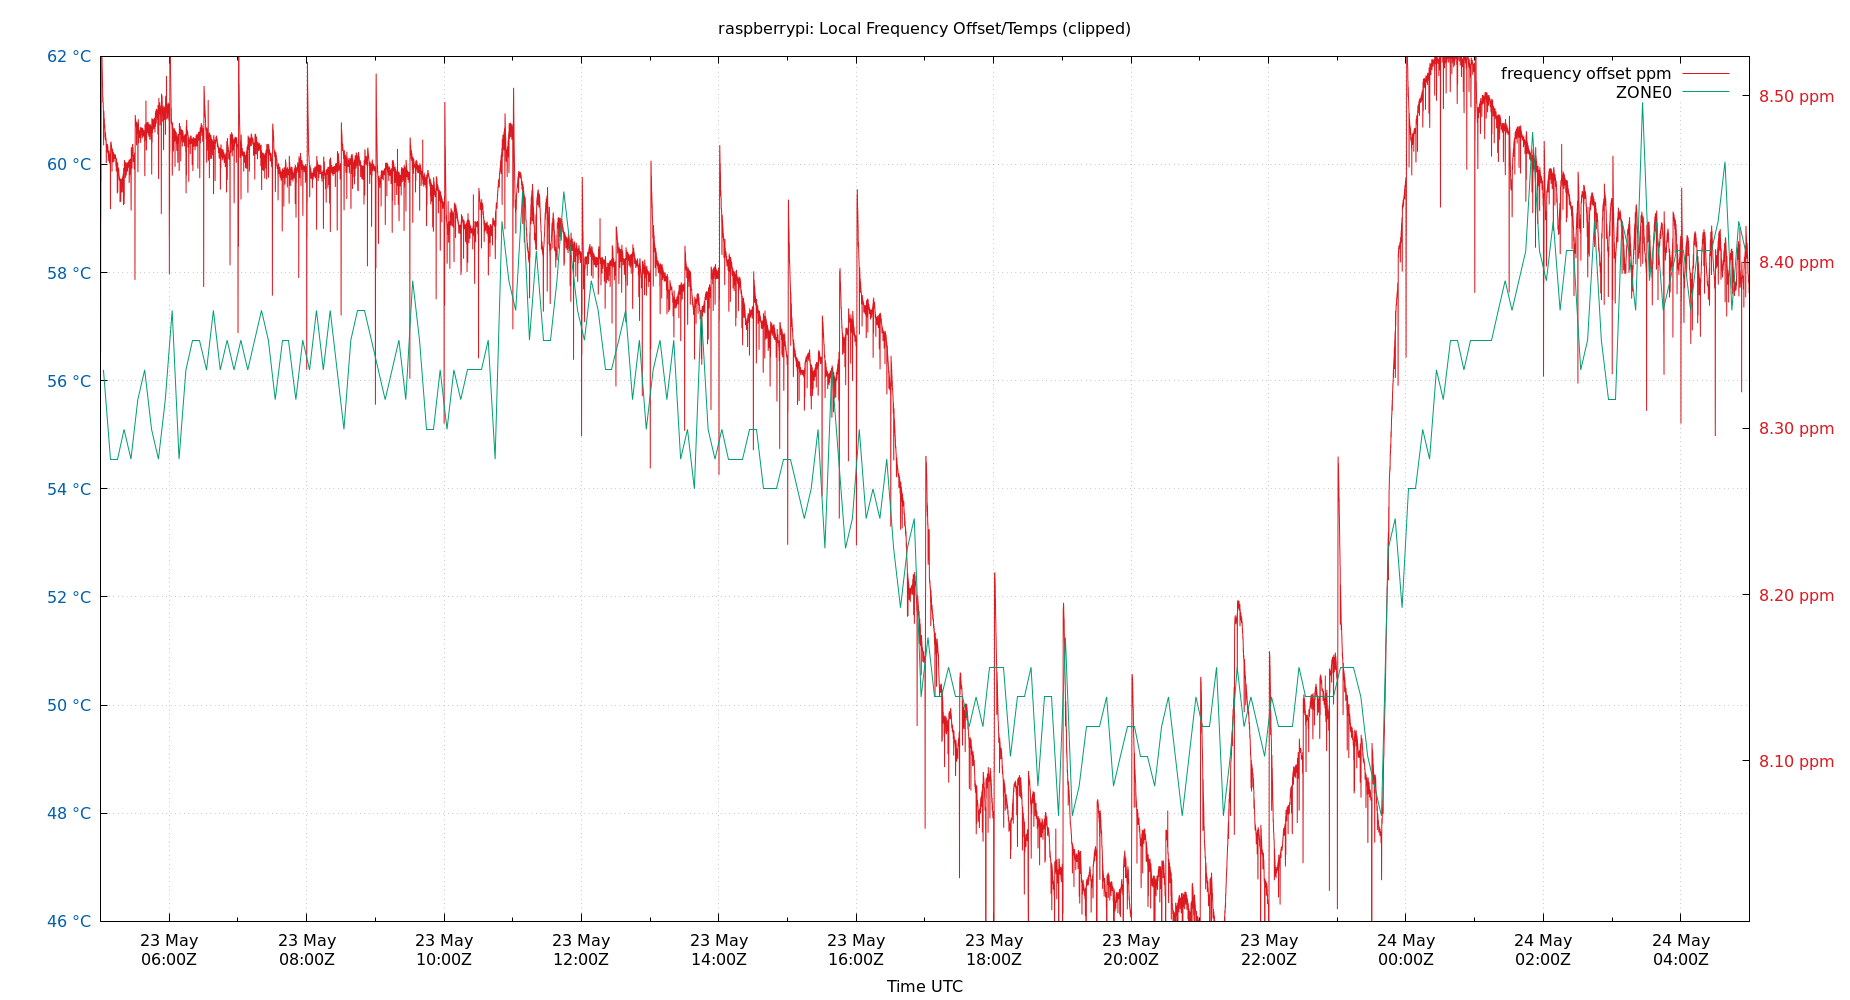 raspberrypi: Local Frequency Offset/Temps (clipped)
62 °C
60 °C
58 °C
56 °C
54 °C
52 °C
50 °C
48 °C
46 °C
frequency offset ppm
ZONE0
8.50 ppm
8.40 ppm
8.30 ppm
8.20 ppm
8.10 ppm
23 May
06:00Z
23 May
08:00Z
23 May
10:00Z
23 May
12:00Z
23 May
14:00Z
23 May
16:00Z
23 May
18:00Z
23 May
20:00Z
23 May
22:00Z
24 May
00:00Z
24 May
02:00Z
24 May
04:00Z
Time UTC